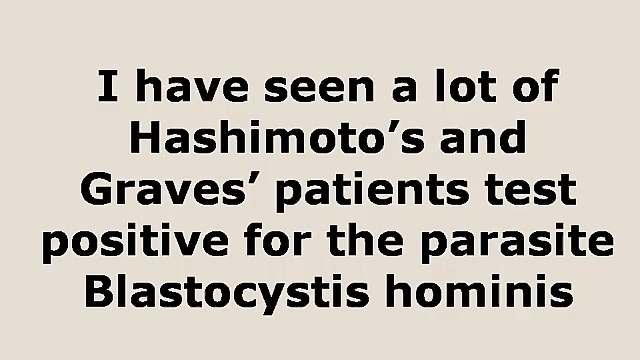 I have seen a lot of
Hashimoto’s and
Graves’ patients test
positive for the parasite
Blastocystis hominis